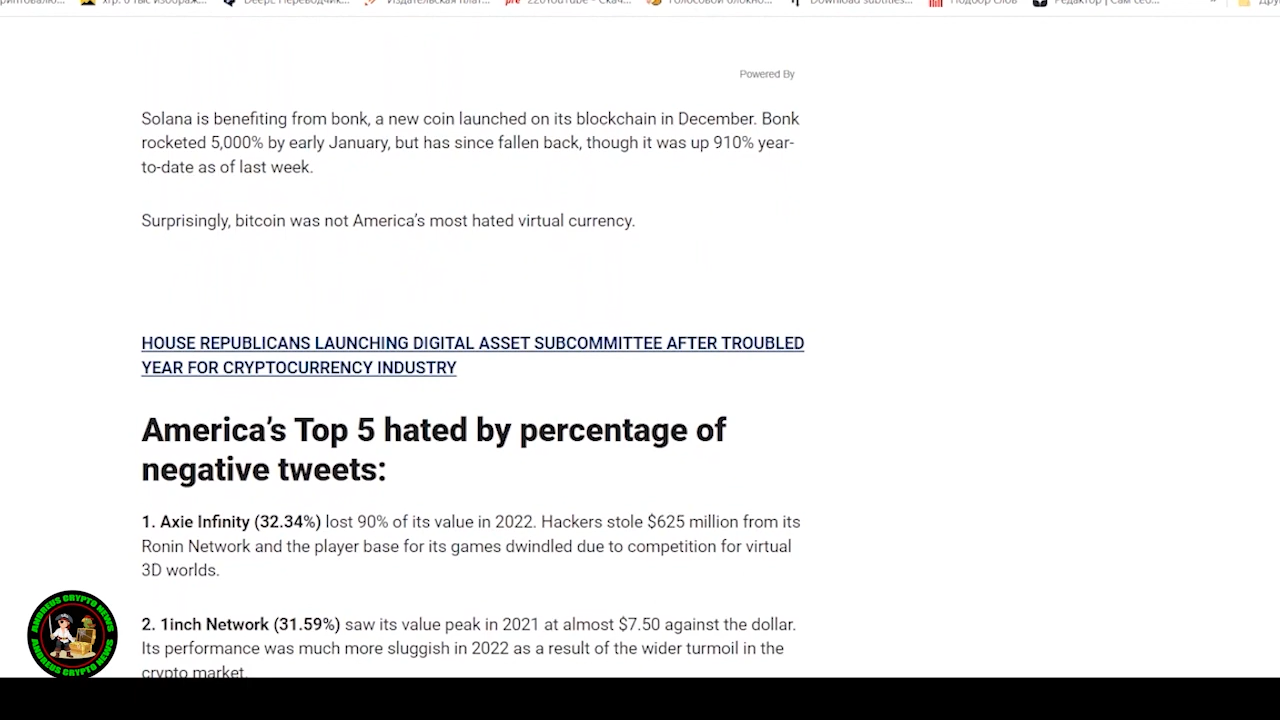 Powered By
Solana is benefiting from bonk, a new coin launched on its blockchain in December. Bonk
rocketed 5,000% by early January, but has since fallen back, though it was up 910% year-
to-date as of last week.
Surprisingly, bitcoin was not America’s most hated virtual currency.
HOUSE REPUBLICANS LAUNCHING DIGITAL ASSET SUBCOMMITTEE AFTER TROUBLED
YEAR FOR CRYPTOCURRENCY INDUSTRY
America’s Top 5 hated by percentage of
negative tweets:
1. Axie Infinity (32.34%) lost 90% of its value in 2022. Hackers stole $625 million from its
Ronin Network and the player base for its games dwindled due to competition for virtual
3D worlds.
2. 1inch Network (31.59%) saw its value peak in 2021 at almost $7.50 against the dollar.
Its performance was much more sluggish in 2022 as a result of the wider turmoil in the
crypto market.
ANDREUS CRYPTO NEWS
ANDREUS CRYPTO NEWS